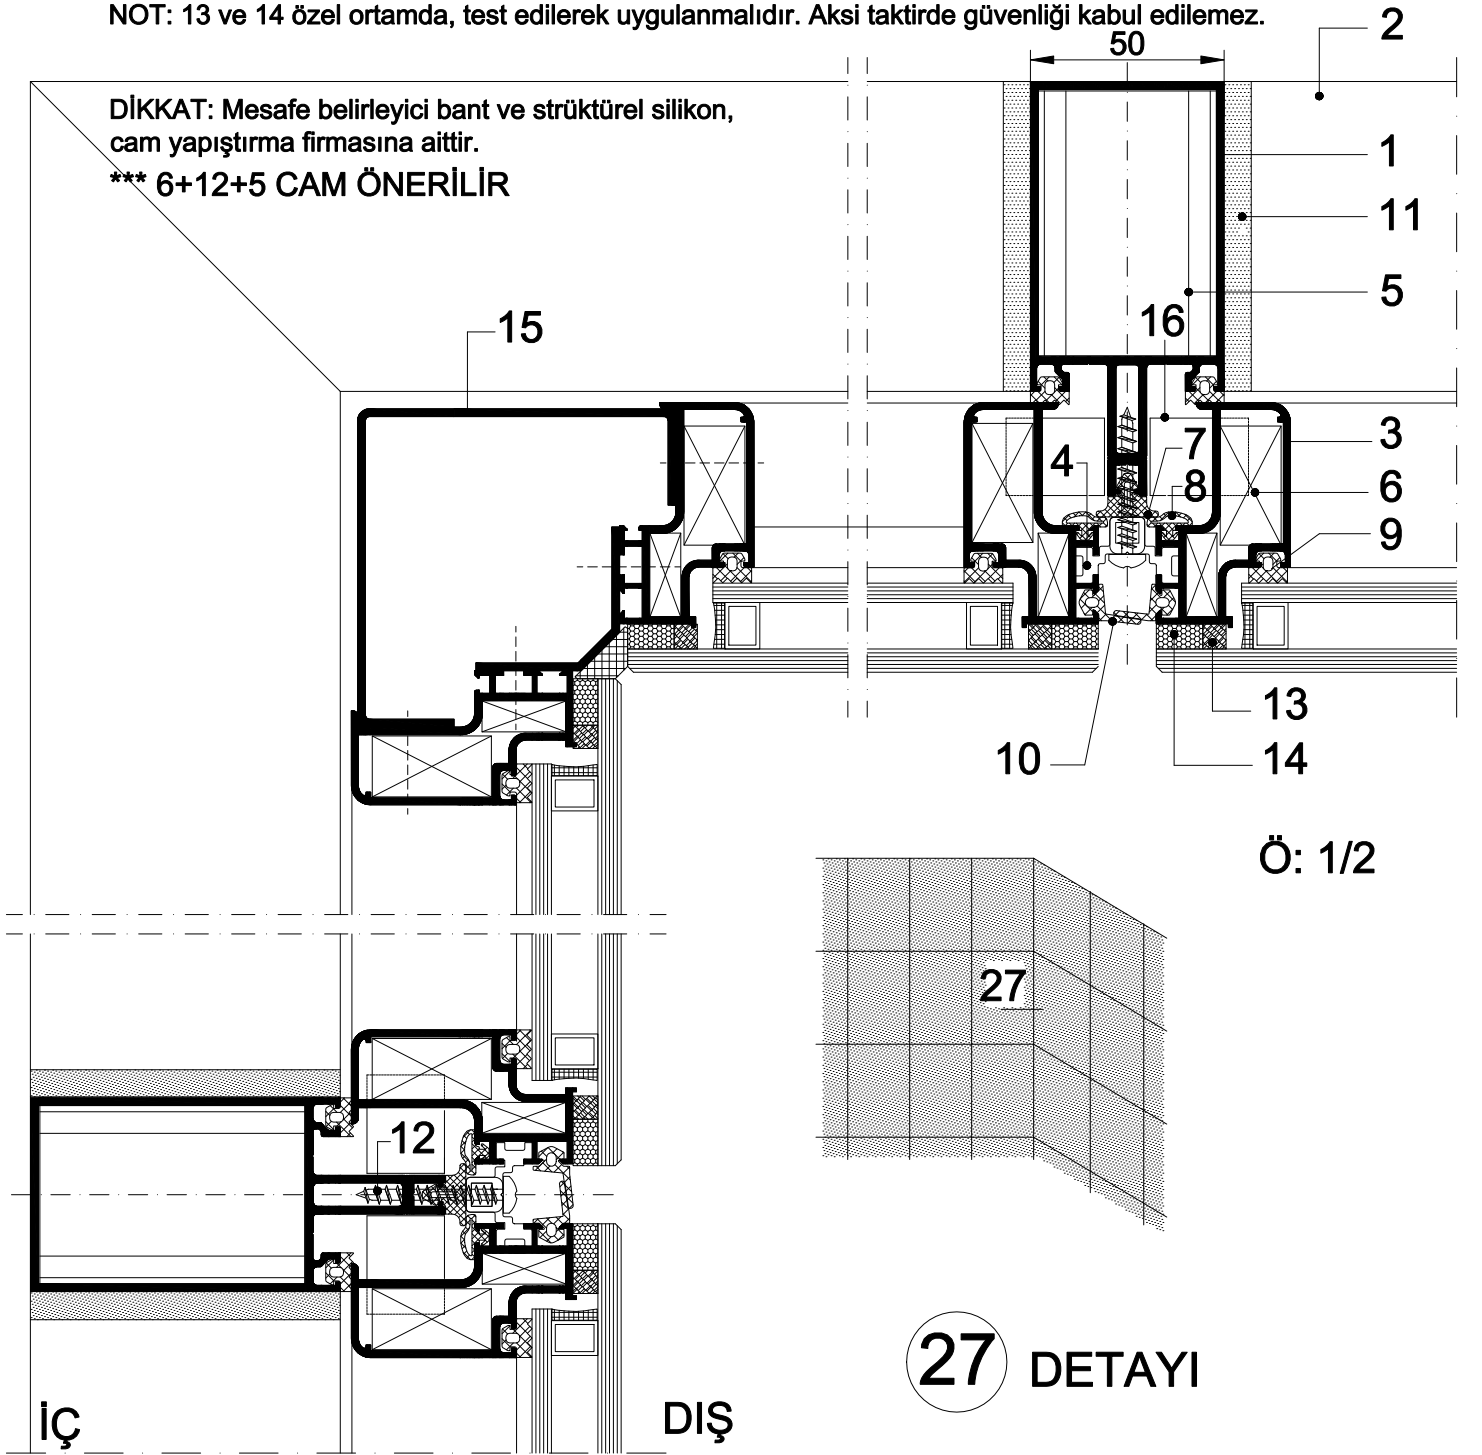 NOT: 13 ve 14 özel ortamda, test edilerek uygulanmalıdır. Aksi taktirde güvenliği kabul edilemez.
2
50
DİKKAT: Mesafe belirleyici bant ve strüktürel silikon,
cam yapıştırma firmasına aittir.
1
*** 6+12+5 CAM ÖNERİLİR
11
5
16
15
3
7
4
6
8
9
13
10
14
Ö: 1/2
27
12
27 DETAYI
İÇ
DIŞ